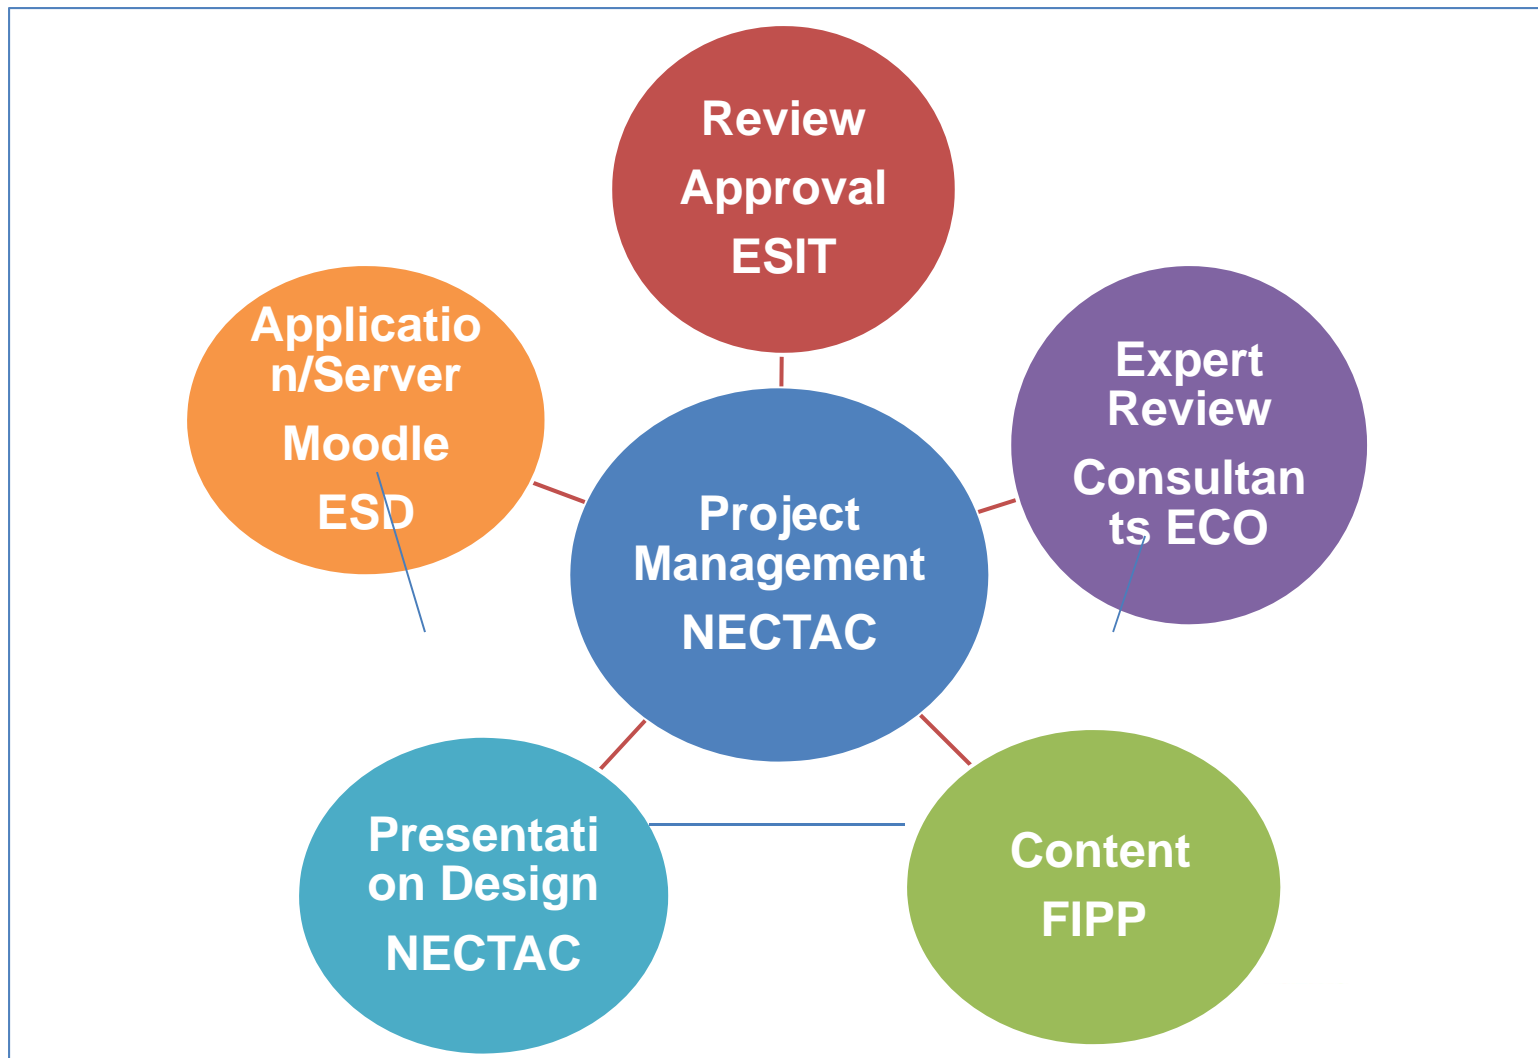 Review
Approval
ESIT
Applicatio
n/Server
Moodle
ESD
Expert
Review
Consultan
ts ECO
Project
Management
NECTAC
Presentati
on Design
NECTAC
Content
FIPP